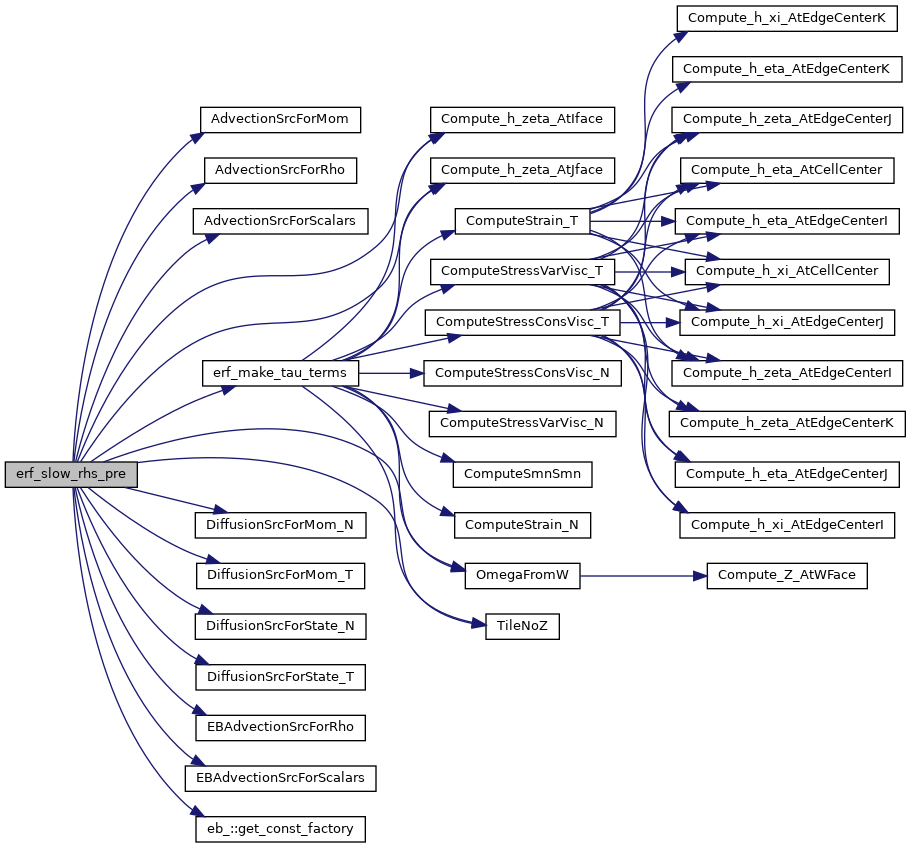 erf_slow_rhs_pre
AdvectionSrcForMom
AdvectionSrcForRho
AdvectionSrcForScalars
erf_make_tau_terms
DiffusionSrcForMom_N
DiffusionSrcForMom_T
DiffusionSrcForState_N
DiffusionSrcForState_T
EBAdvectionSrcForRho
EBAdvectionSrcForScalars
eb_::get_const_factory
Compute_h_zeta_AtIface
Compute_h_zeta_AtJface
ComputeStrain_T
ComputeStressVarVisc_T
ComputeStressConsVisc_T
ComputeStressConsVisc_N
ComputeStressVarVisc_N
ComputeSmnSmn
ComputeStrain_N
OmegaFromW
TileNoZ
Compute_h_xi_AtEdgeCenterK
Compute_h_eta_AtEdgeCenterK
Compute_h_zeta_AtEdgeCenterJ
Compute_h_eta_AtCellCenter
Compute_h_eta_AtEdgeCenterI
Compute_h_xi_AtCellCenter
Compute_h_xi_AtEdgeCenterJ
Compute_h_zeta_AtEdgeCenterI
Compute_h_zeta_AtEdgeCenterK
Compute_h_eta_AtEdgeCenterJ
Compute_h_xi_AtEdgeCenterI
Compute_Z_AtWFace